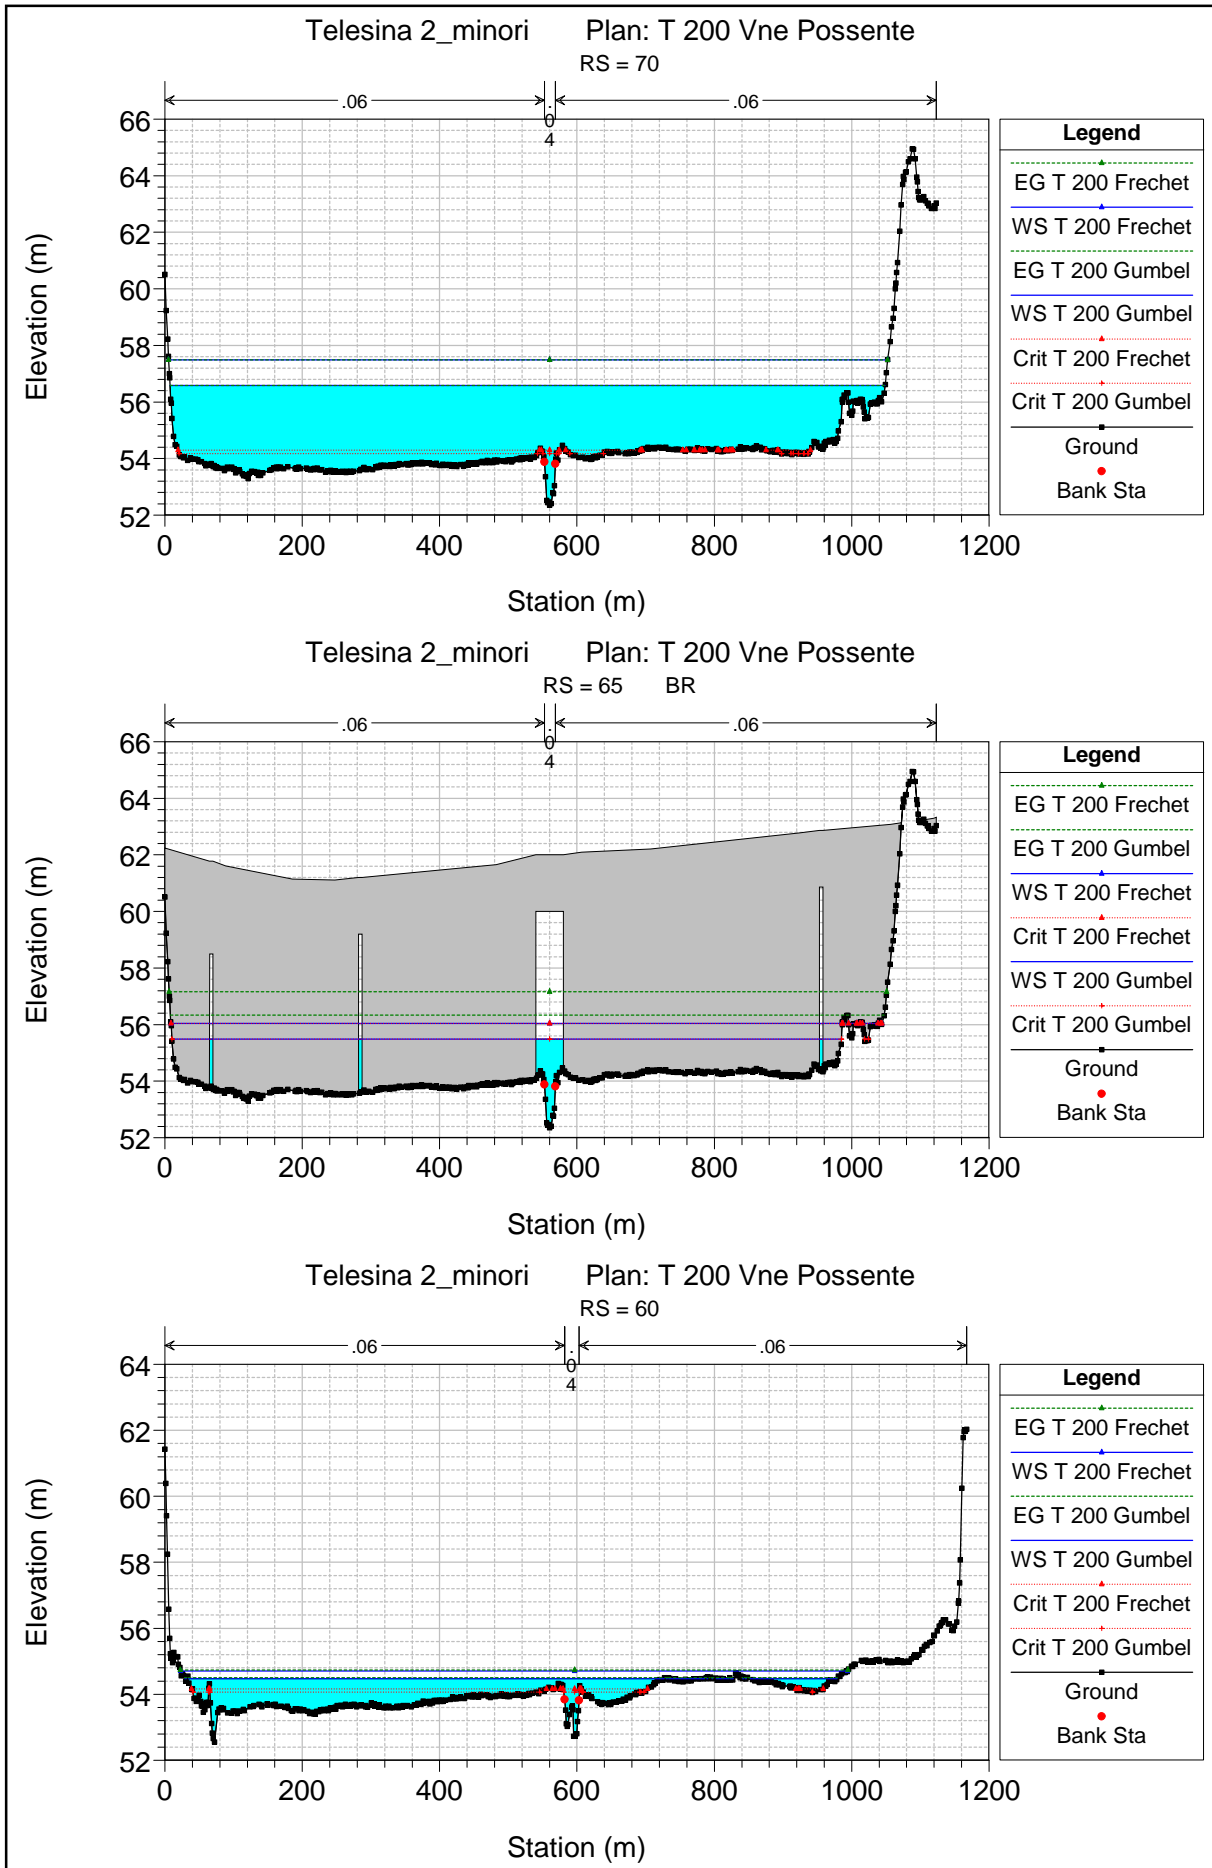 Telesina 2_minori Plan: T 200 Vne Possente
RS = 70
.06 .04 .06
66
64
62
60
58
56
54
52
0 200 400 600 800 1000 1200
Station (m)
Elevation (m)
Legend
EG T 200 Frechet
WS T 200 Frechet
EG T 200 Gumbel
WS T 200 Gumbel
Crit T 200 Frechet
Crit T 200 Gumbel
Ground
Bank Sta
Telesina 2_minori Plan: T 200 Vne Possente
RS = 65 BR
.06 .04 .06
66
64
62
60
58
56
54
52
0 200 400 600 800 1000 1200
Station (m)
Elevation (m)
Legend
EG T 200 Frechet
EG T 200 Gumbel
WS T 200 Frechet
Crit T 200 Frechet
WS T 200 Gumbel
Crit T 200 Gumbel
Ground
Bank Sta
Telesina 2_minori Plan: T 200 Vne Possente
RS = 60
.06 .04 .06
64
62
60
58
56
54
52
0 200 400 600 800 1000 1200
Station (m)
Elevation (m)
Legend
EG T 200 Frechet
WS T 200 Frechet
EG T 200 Gumbel
WS T 200 Gumbel
Crit T 200 Frechet
Crit T 200 Gumbel
Ground
Bank Sta